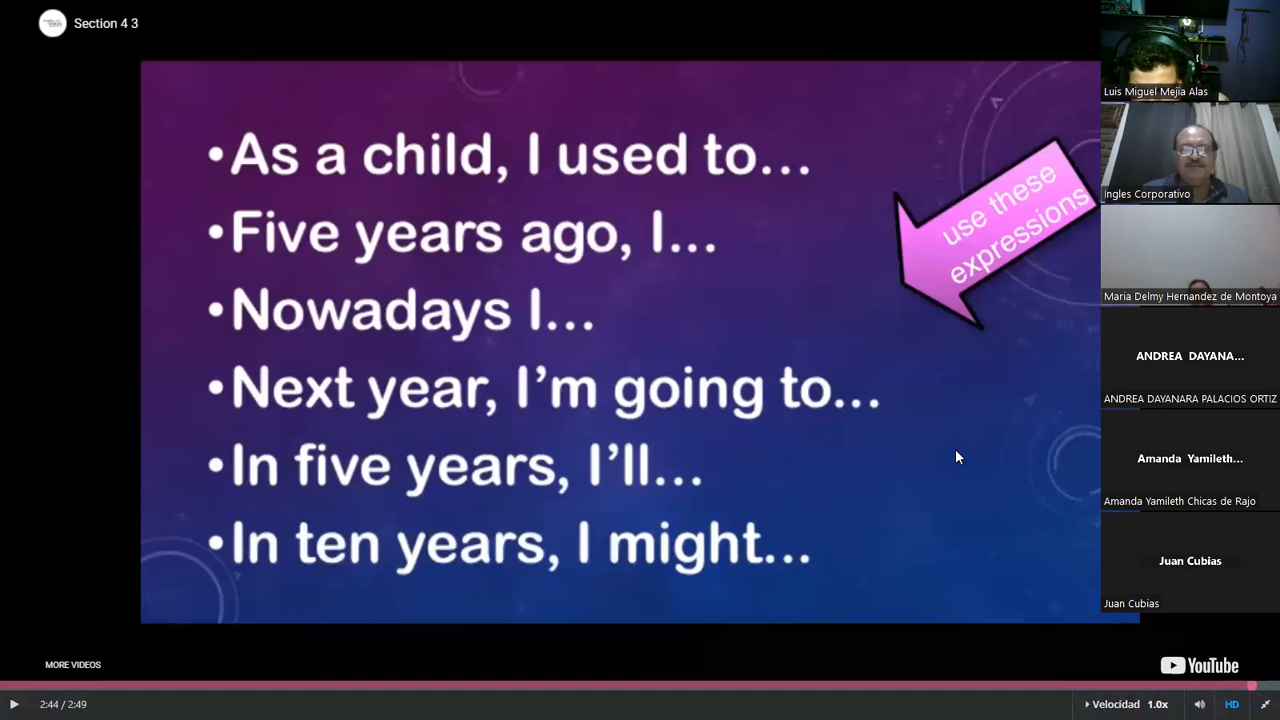 Section 4 3
•As a child, I used to...
•Five years ago, I...
•Nowadays I...
•Next year, I'm going to...
•In five years, I'll...
•In ten years, I might...
use these
expressions
Luis Miguel Mejia Alas
Ingles Corporativo
Maria Delmy Hernandez de Montoya
ANDREA DAYANA...
ANDREA DAYANARA PALACIOS ORTIZ
Amanda Yamileth...
Amanda Yamileth Chicas de Rajo
Juan Cubias
Juan Cubias
MORE VIDEOS
YouTube
2:44 / 2:49
Velocidad 1.0x
HD